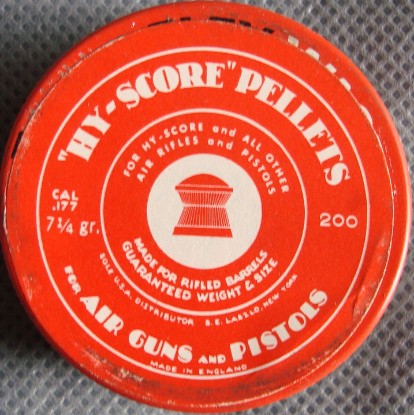 "HY-SCORE" PELLETS
CAL
.177
7¼ gr.
200
FOR AIR GUNS AND PISTOLS
MADE IN ENGLAND
FOR HY-SCORE and ALL OTHER
AIR RIFLES and PISTOLS
MADE FOR RIFLED BARRELS
GUARANTEED WEIGHT & SIZE
SOLE U.S.A. DISTRIBUTOR S.E. LASZLO, NEW YORK